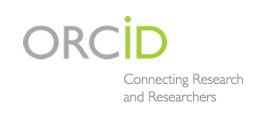 ORCiD
Connecting Research
and Researchers